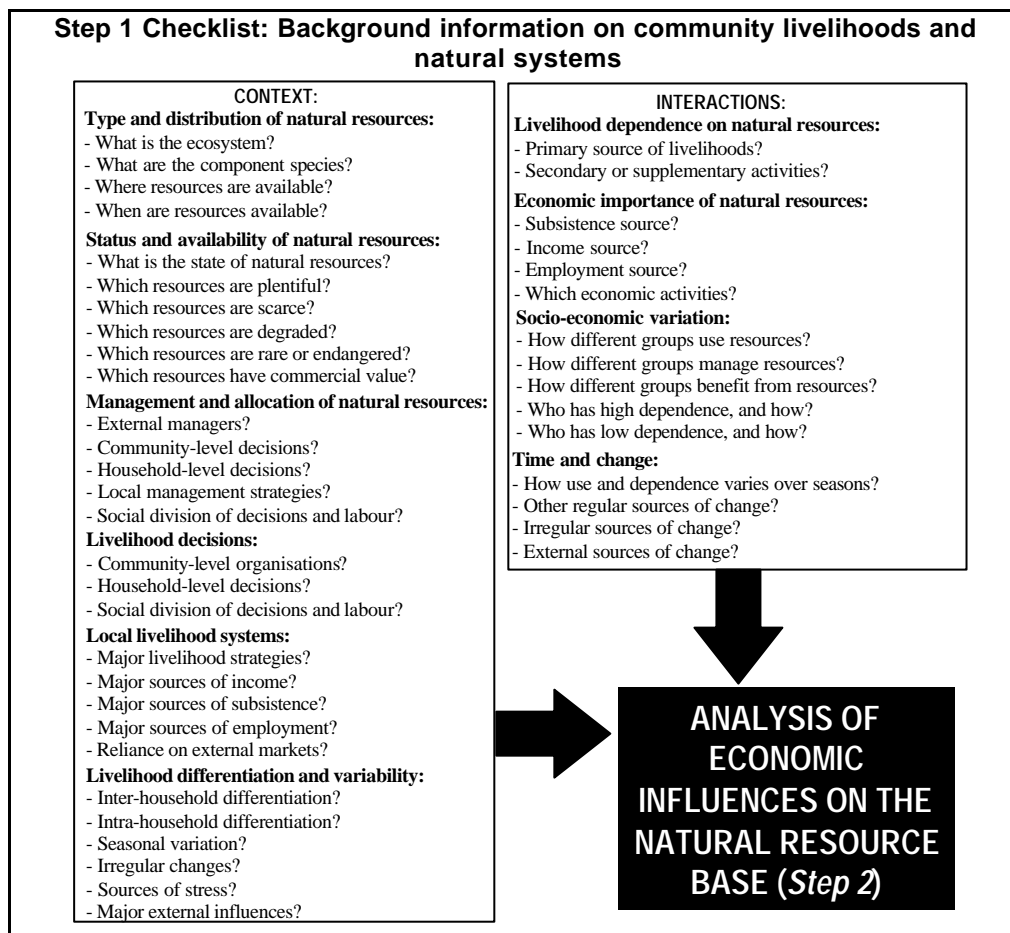 Step 1 Checklist: Background information on community livelihoods and
natural systems
CONTEXT:
Type and distribution of natural resources:
- What is the ecosystem?
- What are the component species?
- Where resources are available?
- When are resources available?
Status and availability of natural resources:
- What is the state of natural resources?
- Which resources are plentiful?
- Which resources are scarce?
- Which resources are degraded?
- Which resources are rare or endangered?
- Which resources have commercial value?
Management and allocation of natural resources:
- External managers?
- Community-level decisions?
- Household-level decisions?
- Local management strategies?
- Social division of decisions and labour?
Livelihood decisions:
- Community-level organisations?
- Household-level decisions?
- Social division of decisions and labour?
Local livelihood systems:
- Major livelihood strategies?
- Major sources of income?
- Major sources of subsistence?
- Major sources of employment?
- Reliance on external markets?
Livelihood differentiation and variability:
- Inter-household differentiation?
- Intra-household differentiation?
- Seasonal variation?
- Irregular changes?
- Sources of stress?
- Major external influences?
INTERACTIONS:
Livelihood dependence on natural resources:
- Primary source of livelihoods?
- Secondary or supplementary activities?
Economic importance of natural resources:
- Subsistence source?
- Income source?
- Employment source?
- Which economic activities?
Socio-economic variation:
- How different groups use resources?
- How different groups manage resources?
- How different groups benefit from resources?
- Who has high dependence, and how?
- Who has low dependence, and how?
Time and change:
- How use and dependence varies over seasons?
- Other regular sources of change?
- Irregular sources of change?
- External sources of change?
ANALYSIS OF
ECONOMIC
INFLUENCES ON THE
NATURAL RESOURCE
BASE (Step 2)